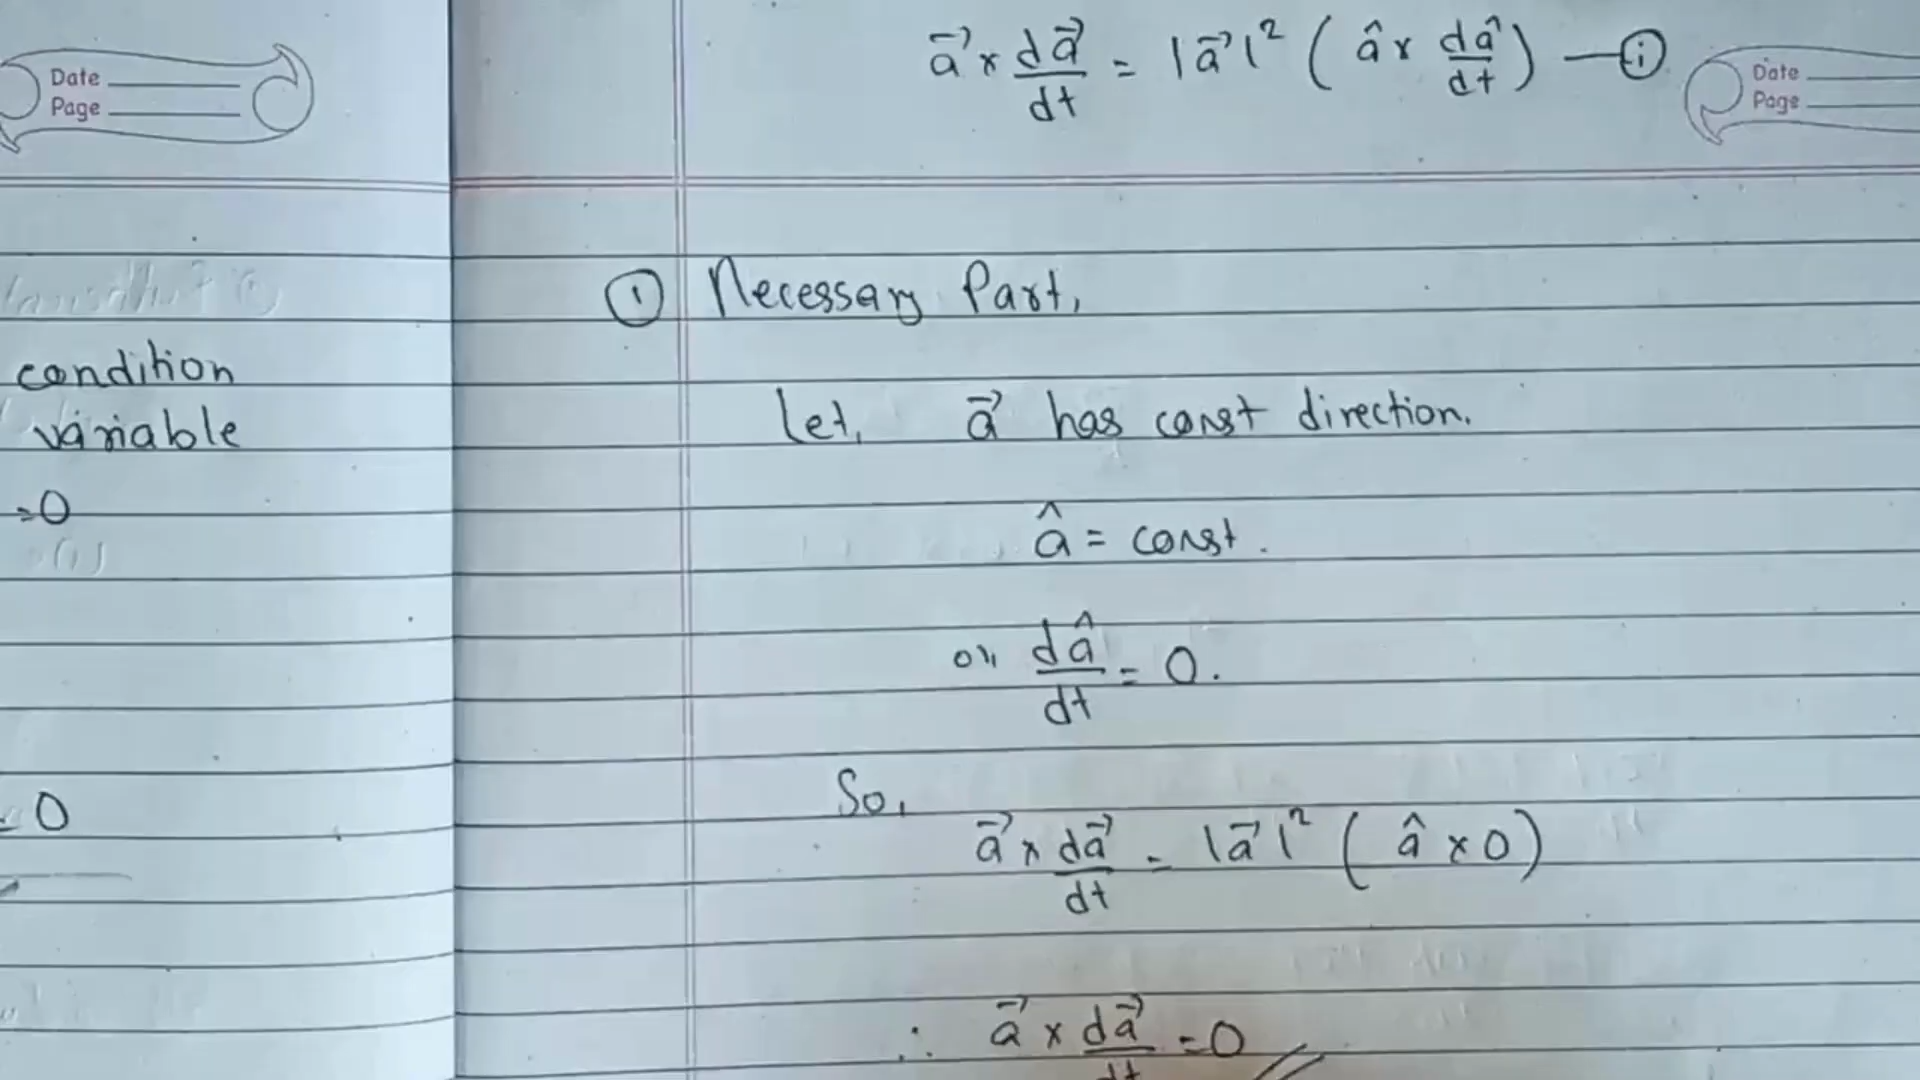 Date
Page
condition
variable
=0
= 0
a⃗ × da⃗/dt = |a⃗|² ( â × dâ/dt ) — (i)
Date
Page
① Necessary Part,
Let, a⃗ has const direction.
â = const.
or, dâ/dt = 0.
So,
a⃗ × da⃗/dt = |a⃗|² ( â × 0 )
∴ a⃗ × da⃗/dt = 0